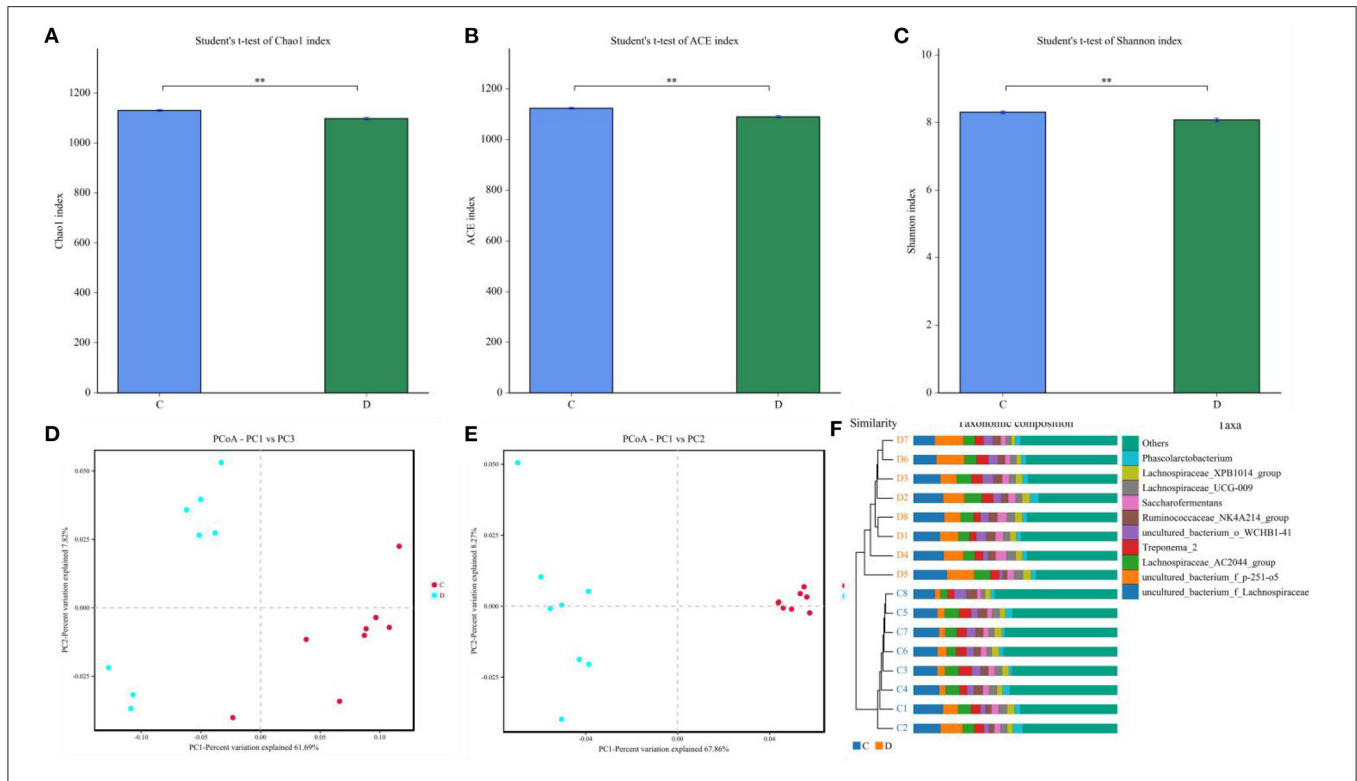 A
Student's t-test of Chao1 index
**
1200
1000
800
600
400
200
0
Chao1 index
C
D
B
Student's t-test of ACE index
**
1200
1000
800
600
400
200
0
ACE index
C
D
C
Student's t-test of Shannon index
**
10
8
6
4
2
0
Shannon index
C
D
D
PCoA - PC1 vs PC3
0.050
0.025
0.000
-0.025
PC2-Percent variation explained 7.82%
-0.10
-0.05
0.00
0.05
0.10
PC1-Percent variation explained 61.69%
C
D
E
PCoA - PC1 vs PC2
0.050
0.025
0.000
-0.025
PC2-Percent variation explained 8.27%
-0.04
0.00
0.04
PC1-Percent variation explained 67.86%
F
Similarity
Taxonomic composition
Taxa
D7
D6
D3
D2
D8
D1
D4
D5
C8
C5
C7
C6
C3
C4
C1
C2
C D
Others
Phascolarctobacterium
Lachnospiraceae_XPB1014_group
Lachnospiraceae_UCG-009
Saccharofermentans
Ruminococcaceae_NK4A214_group
uncultured_bacterium_o_WCHB1-41
Treponema_2
Lachnospiraceae_AC2044_group
uncultured_bacterium_f_p-251-o5
uncultured_bacterium_f_Lachnospiraceae